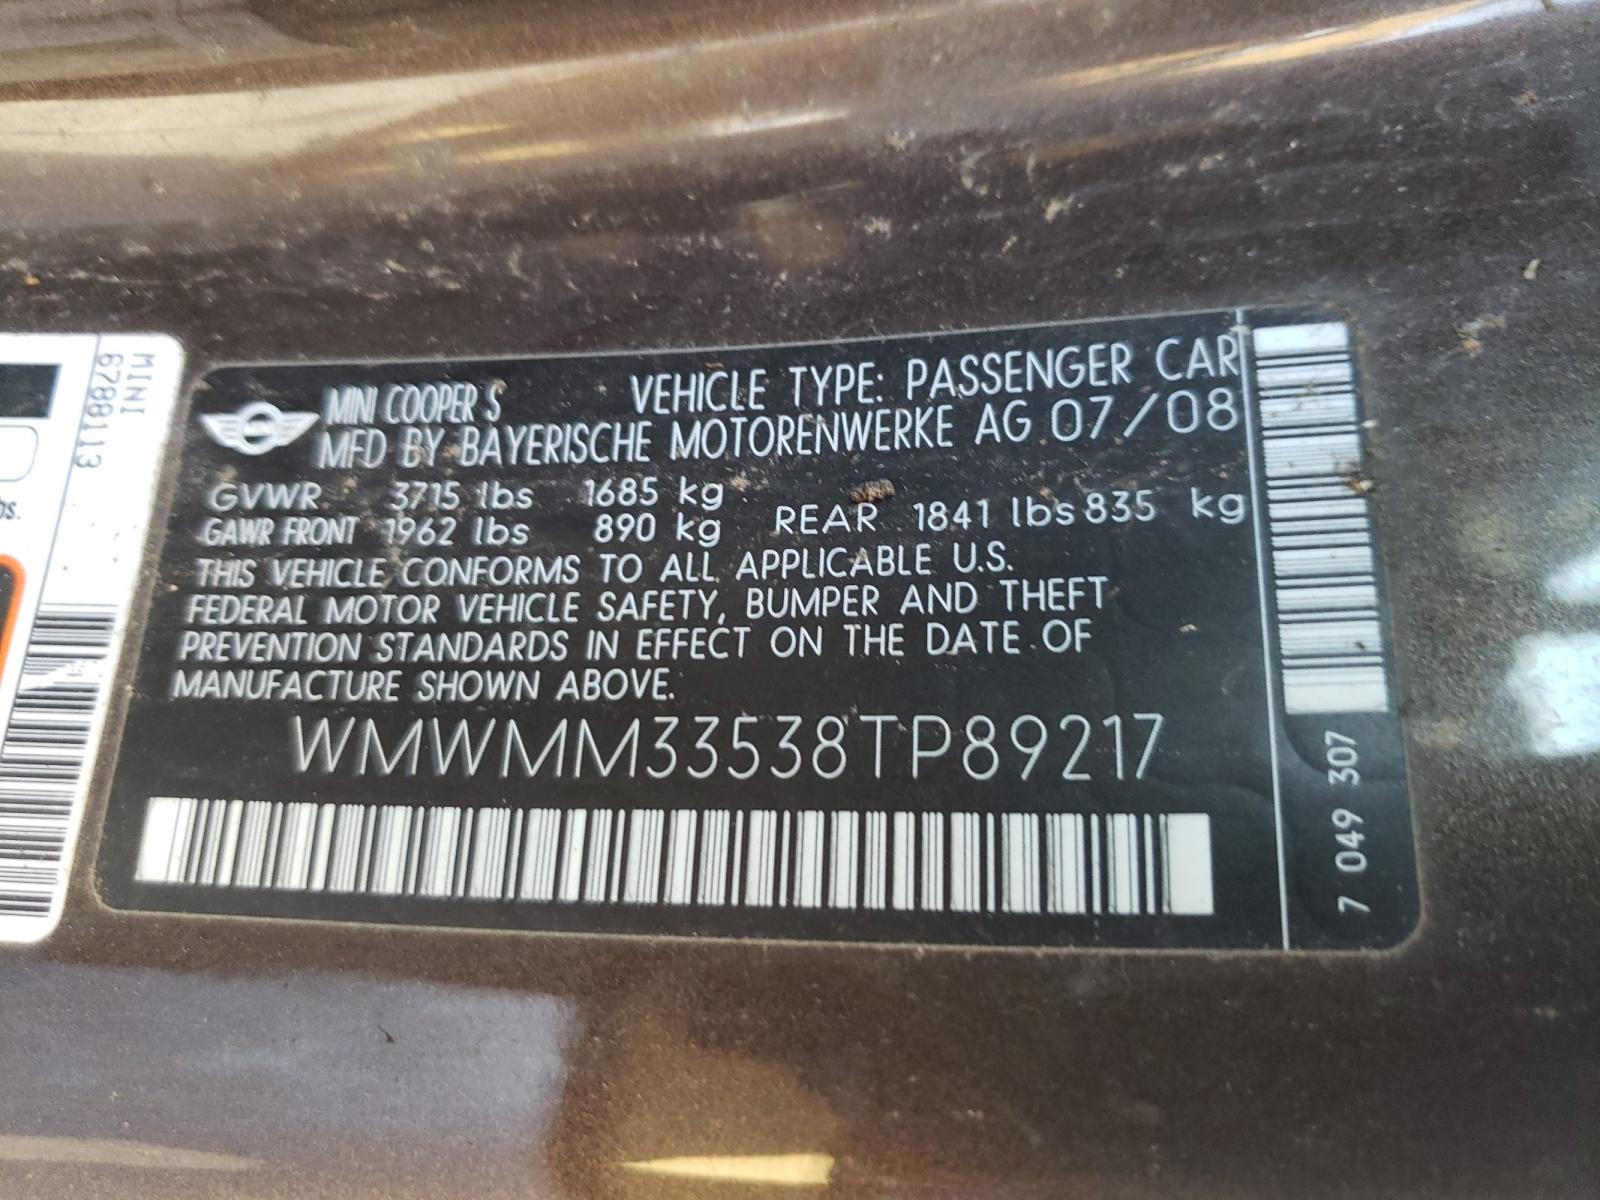 MINI
6788113
bs.
MINI COOPER S VEHICLE TYPE: PASSENGER CAR
MFD BY BAYERISCHE MOTORENWERKE AG 07/08
GVWR 3715 lbs 1685 kg
GAWR FRONT 1962 lbs 890 kg REAR 1841 lbs 835 kg
THIS VEHICLE CONFORMS TO ALL APPLICABLE U.S.
FEDERAL MOTOR VEHICLE SAFETY, BUMPER AND THEFT
PREVENTION STANDARDS IN EFFECT ON THE DATE OF
MANUFACTURE SHOWN ABOVE.
WMWMM33538TP89217
7 049 307